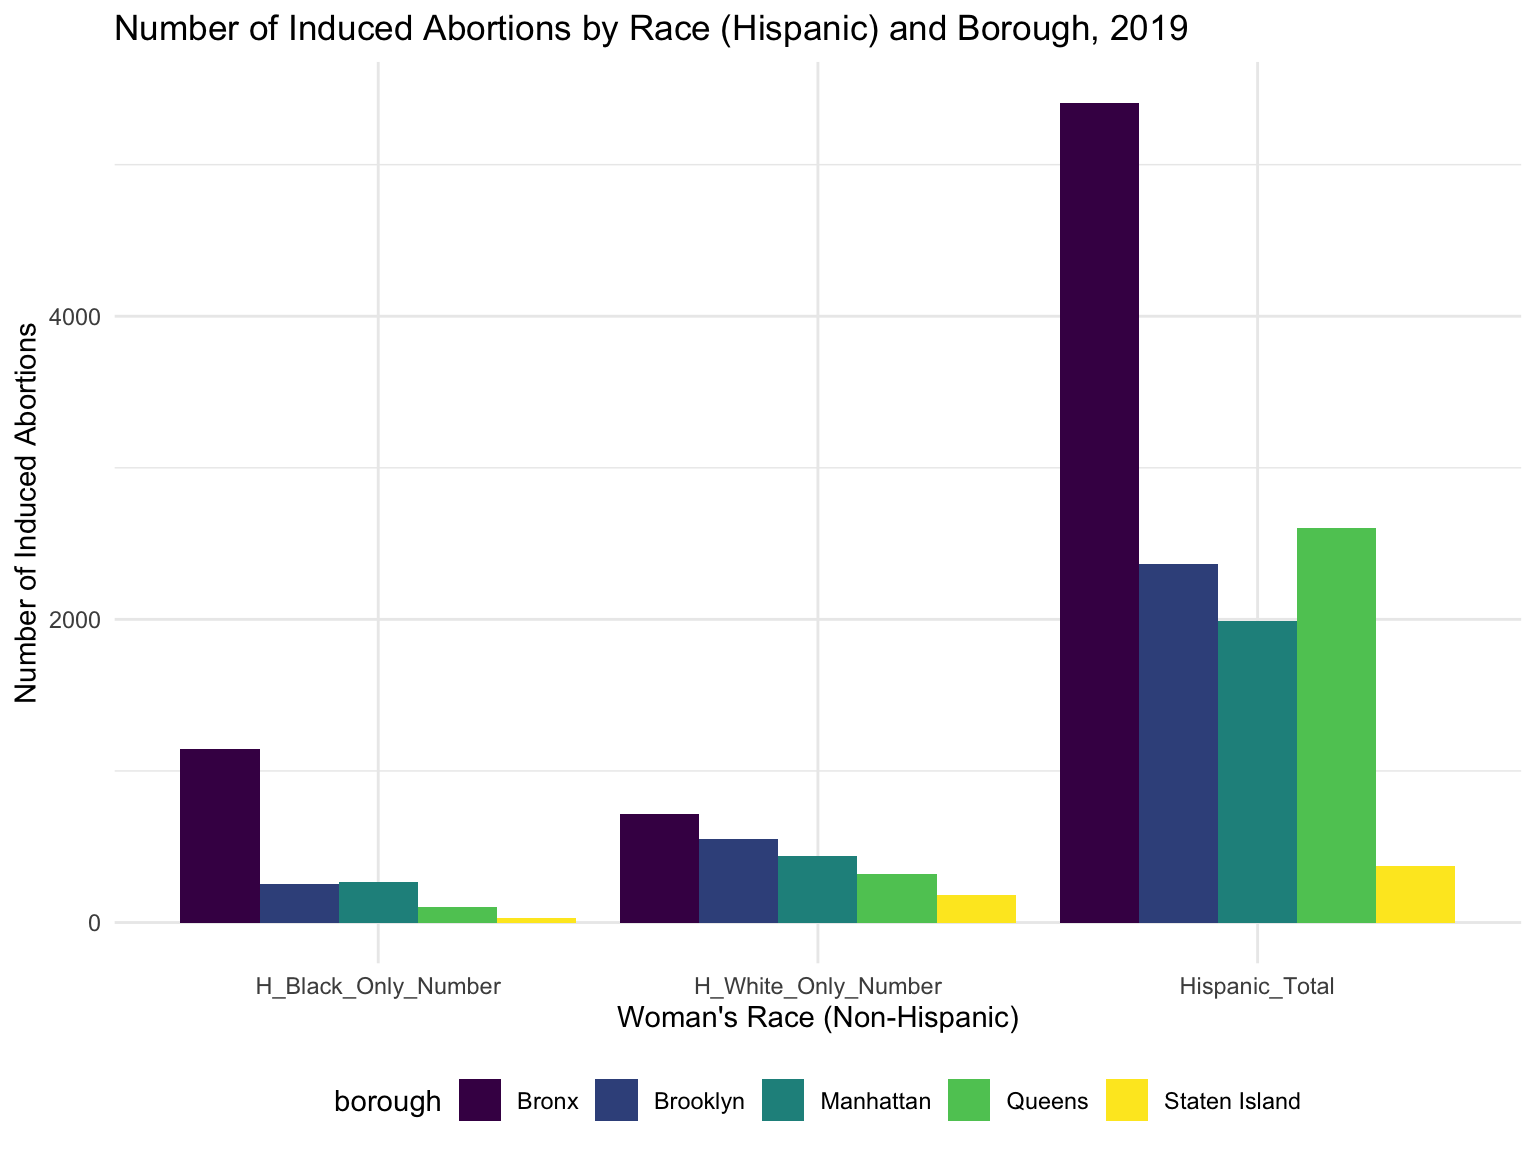 Number of Induced Abortions by Race (Hispanic) and Borough, 2019
Number of Induced Abortions
4000
2000
0
H_Black_Only_Number H_White_Only_Number Hispanic_Total
Woman's Race (Non-Hispanic)
borough Bronx Brooklyn Manhattan Queens Staten Island